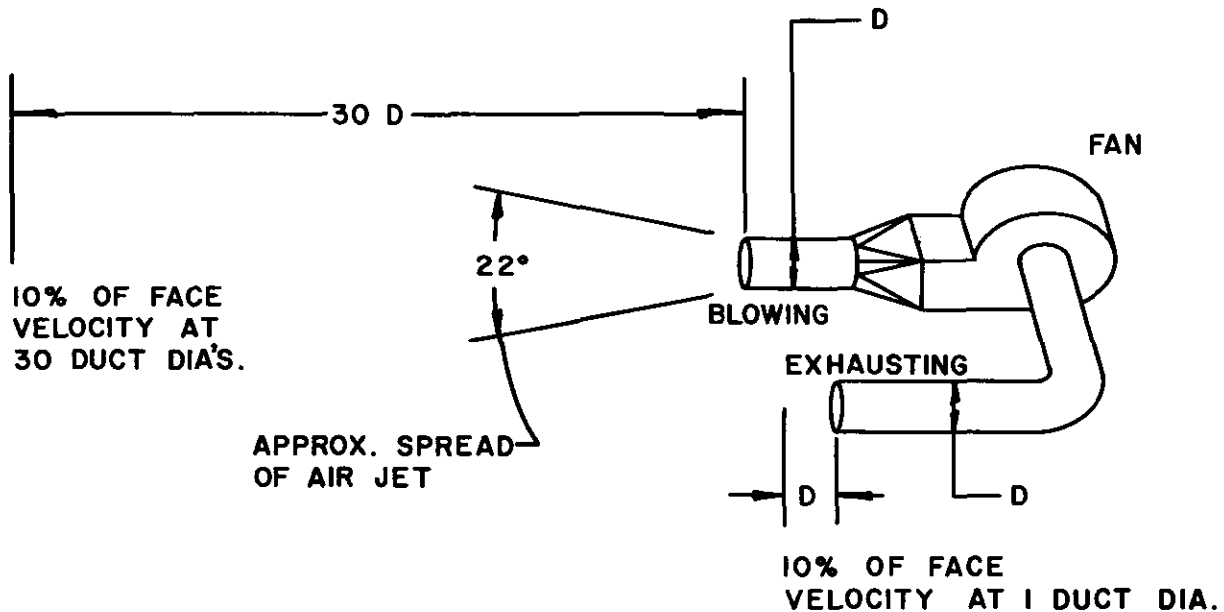 D
30 D
FAN
22°
10% OF FACE
VELOCITY AT
30 DUCT DIA'S.
BLOWING
EXHAUSTING
APPROX. SPREAD
OF AIR JET
D
D
10% OF FACE
VELOCITY AT 1 DUCT DIA.